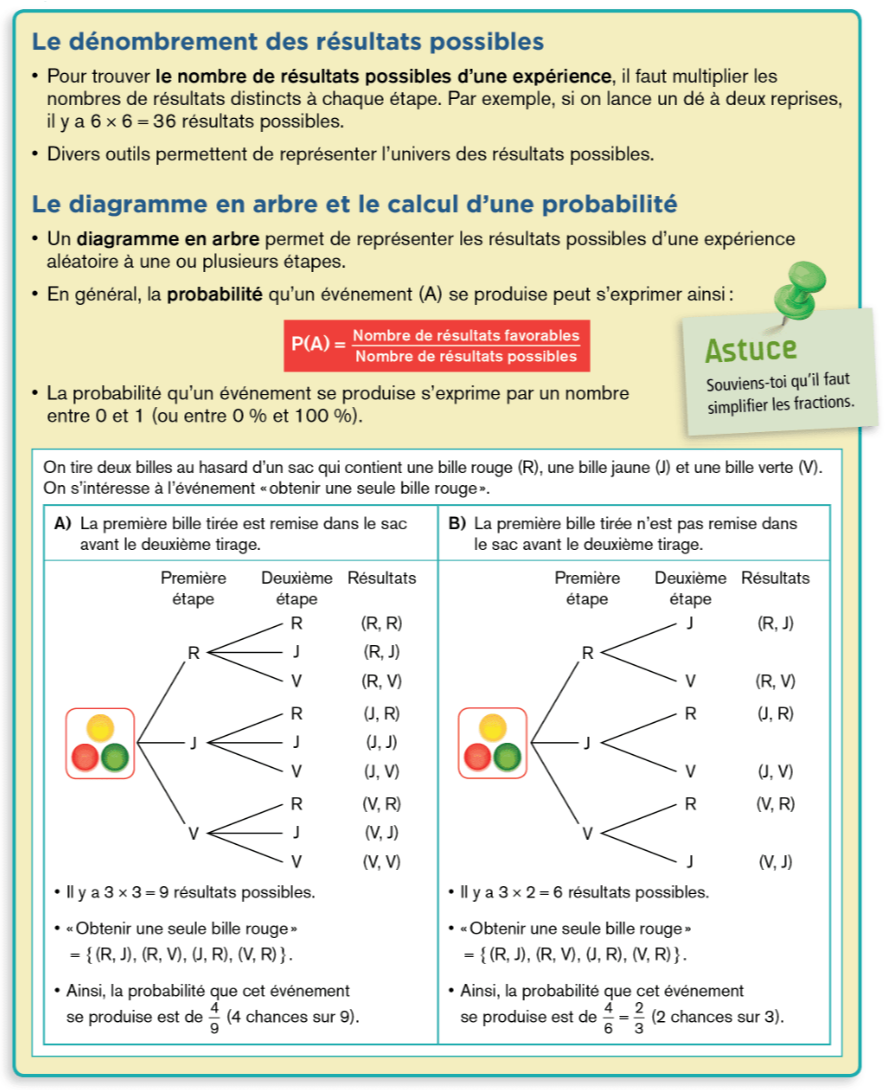 Le dénombrement des résultats possibles
• Pour trouver le nombre de résultats possibles d'une expérience, il faut multiplier les
nombres de résultats distincts à chaque étape. Par exemple, si on lance un dé à deux reprises,
il y a 6 × 6 = 36 résultats possibles.
• Divers outils permettent de représenter l'univers des résultats possibles.
Le diagramme en arbre et le calcul d'une probabilité
• Un diagramme en arbre permet de représenter les résultats possibles d'une expérience
aléatoire à une ou plusieurs étapes.
• En général, la probabilité qu'un événement (A) se produise peut s'exprimer ainsi :
P(A) = Nombre de résultats favorables / Nombre de résultats possibles
Astuce
Souviens-toi qu'il faut
simplifier les fractions.
• La probabilité qu'un événement se produise s'exprime par un nombre
entre 0 et 1 (ou entre 0 % et 100 %).
On tire deux billes au hasard d'un sac qui contient une bille rouge (R), une bille jaune (J) et une bille verte (V).
On s'intéresse à l'événement « obtenir une seule bille rouge ».
A) La première bille tirée est remise dans le sac
avant le deuxième tirage.
Première Deuxième Résultats
étape étape
R (R, R)
R J (R, J)
V (R, V)
R (J, R)
J J (J, J)
V (J, V)
R (V, R)
V J (V, J)
V (V, V)
• Il y a 3 × 3 = 9 résultats possibles.
• « Obtenir une seule bille rouge »
= { (R, J), (R, V), (J, R), (V, R) }.
• Ainsi, la probabilité que cet événement
se produise est de 4/9 (4 chances sur 9).
B) La première bille tirée n'est pas remise dans
le sac avant le deuxième tirage.
Première Deuxième Résultats
étape étape
J (R, J)
R
V (R, V)
R (J, R)
J
V (J, V)
R (V, R)
V
J (V, J)
• Il y a 3 × 2 = 6 résultats possibles.
• « Obtenir une seule bille rouge »
= { (R, J), (R, V), (J, R), (V, R) }.
• Ainsi, la probabilité que cet événement
se produise est de 4/6 = 2/3 (2 chances sur 3).